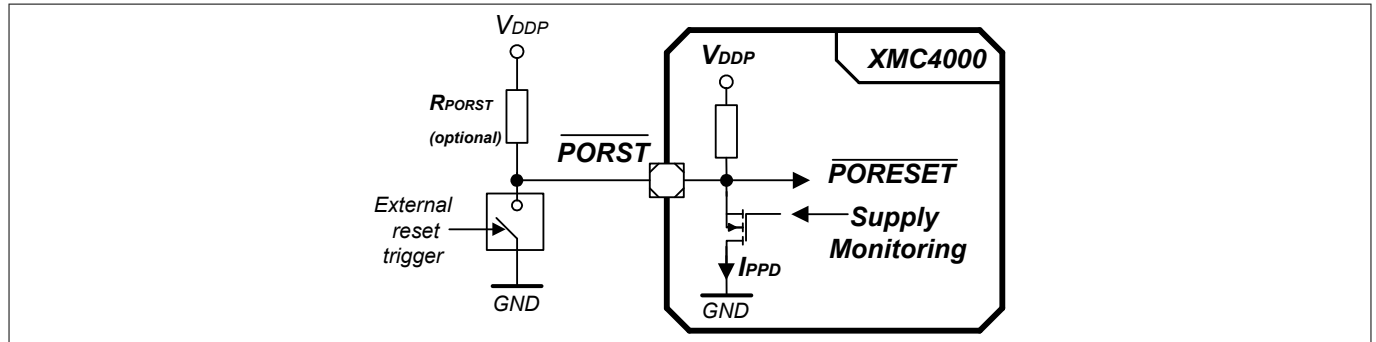 VDDP
RPORST
(optional)
PORST
External
reset
trigger
GND
XMC4000
VDDP
PORESET
Supply
Monitoring
IPPD
GND